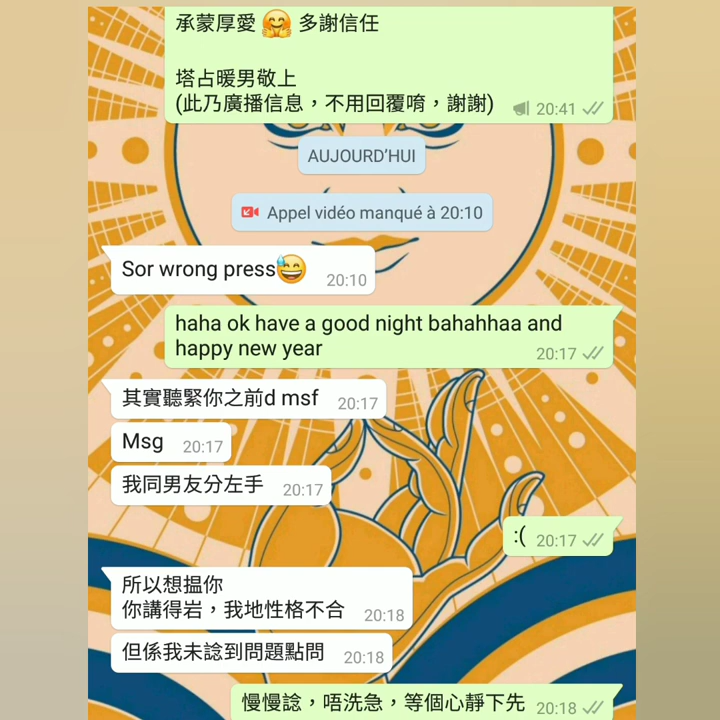 承蒙厚愛 🤗 多謝信任
塔占暖男敬上
(此乃廣播信息，不用回覆唷，謝謝) 20:41
AUJOURD’HUI
Appel vidéo manqué à 20:10
Sor wrong press😅 20:10
haha ok have a good night bahahhaa and
happy new year 20:17
其實聽緊你之前d msf 20:17
Msg 20:17
我同男友分左手 20:17
:( 20:17
所以想揾你
你講得岩，我地性格不合 20:18
但係我未諗到問題點問 20:18
慢慢諗，唔洗急，等個心靜下先 20:18